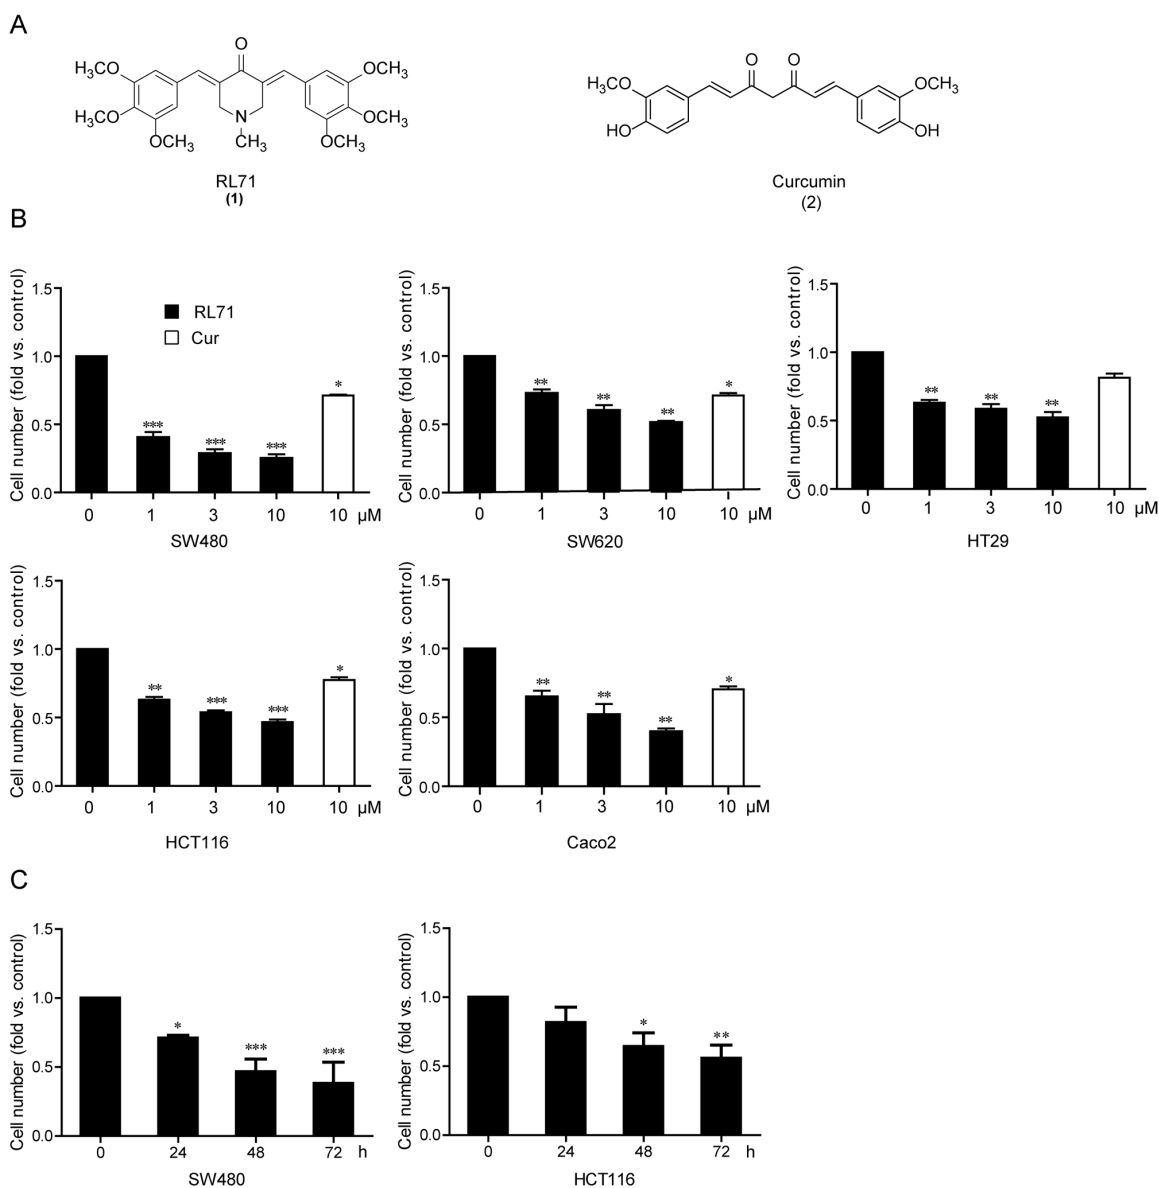 A
O
H₃CO
OCH₃
H₃CO
OCH₃
OCH₃
N
OCH₃
CH₃
RL71
(1)
O O
H₃CO
OCH₃
HO
OH
Curcumin
(2)
B
Cell number (fold vs. control)
1.5
1.0
0.5
0.0
RL71
Cur
***
***
***
*
0 1 3 10 10 µM
SW480
Cell number (fold vs. control)
1.5
1.0
0.5
0.0
**
**
**
*
0 1 3 10 10 µM
SW620
Cell number (fold vs. control)
1.5
1.0
0.5
0.0
**
**
**
0 1 3 10 10 µM
HT29
Cell number (fold vs. control)
1.5
1.0
0.5
0.0
**
***
***
*
0 1 3 10 10 µM
HCT116
Cell number (fold vs. control)
1.5
1.0
0.5
0.0
**
**
**
*
0 1 3 10 10 µM
Caco2
C
Cell number (fold vs. control)
1.5
1.0
0.5
0.0
*
***
***
0 24 48 72 h
SW480
Cell number (fold vs. control)
1.5
1.0
0.5
0.0
*
**
0 24 48 72 h
HCT116